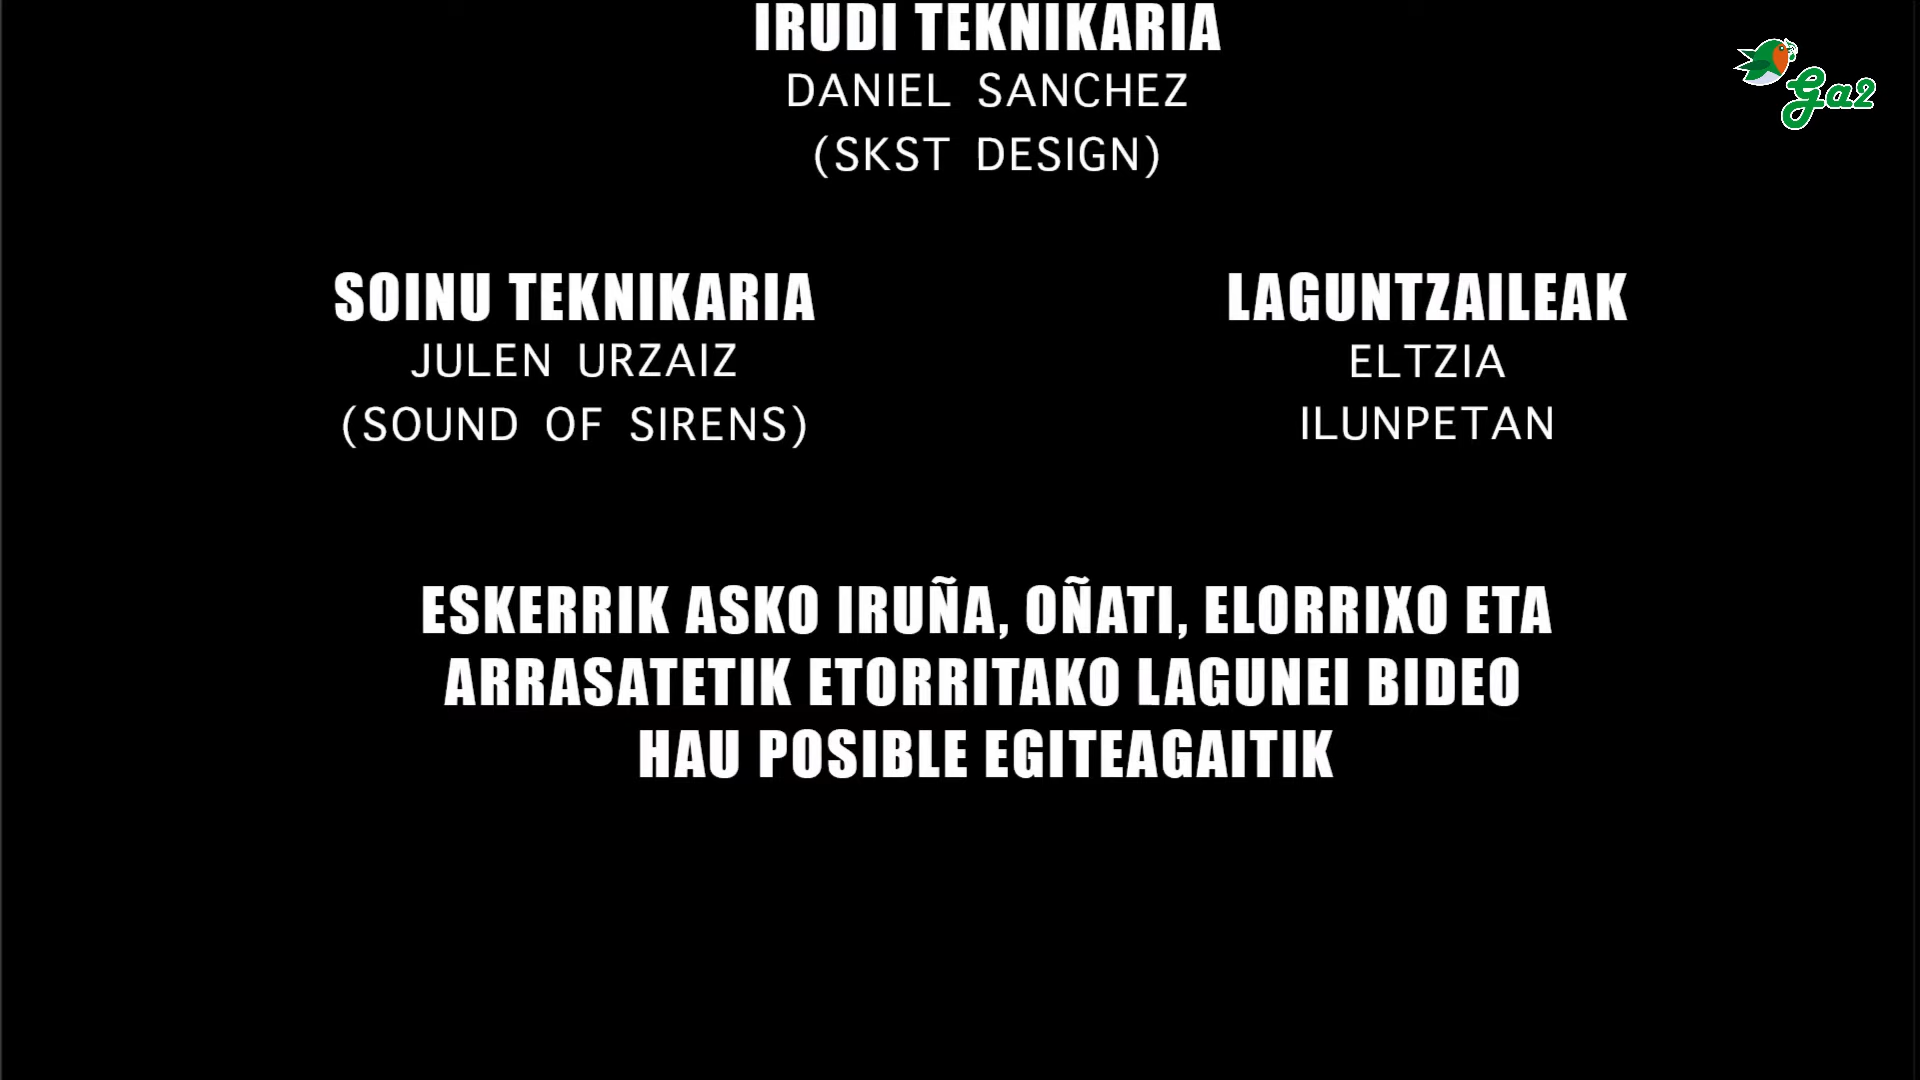 IRUDI TEKNIKARIA
DANIEL SANCHEZ
(SKST DESIGN)
Ga2
SOINU TEKNIKARIA
JULEN URZAIZ
(SOUND OF SIRENS)
LAGUNTZAILEAK
ELTZIA
ILUNPETAN
ESKERRIK ASKO IRUÑA, OÑATI, ELORRIXO ETA
ARRASATETIK ETORRITAKO LAGUNEI BIDEO
HAU POSIBLE EGITEAGAITIK